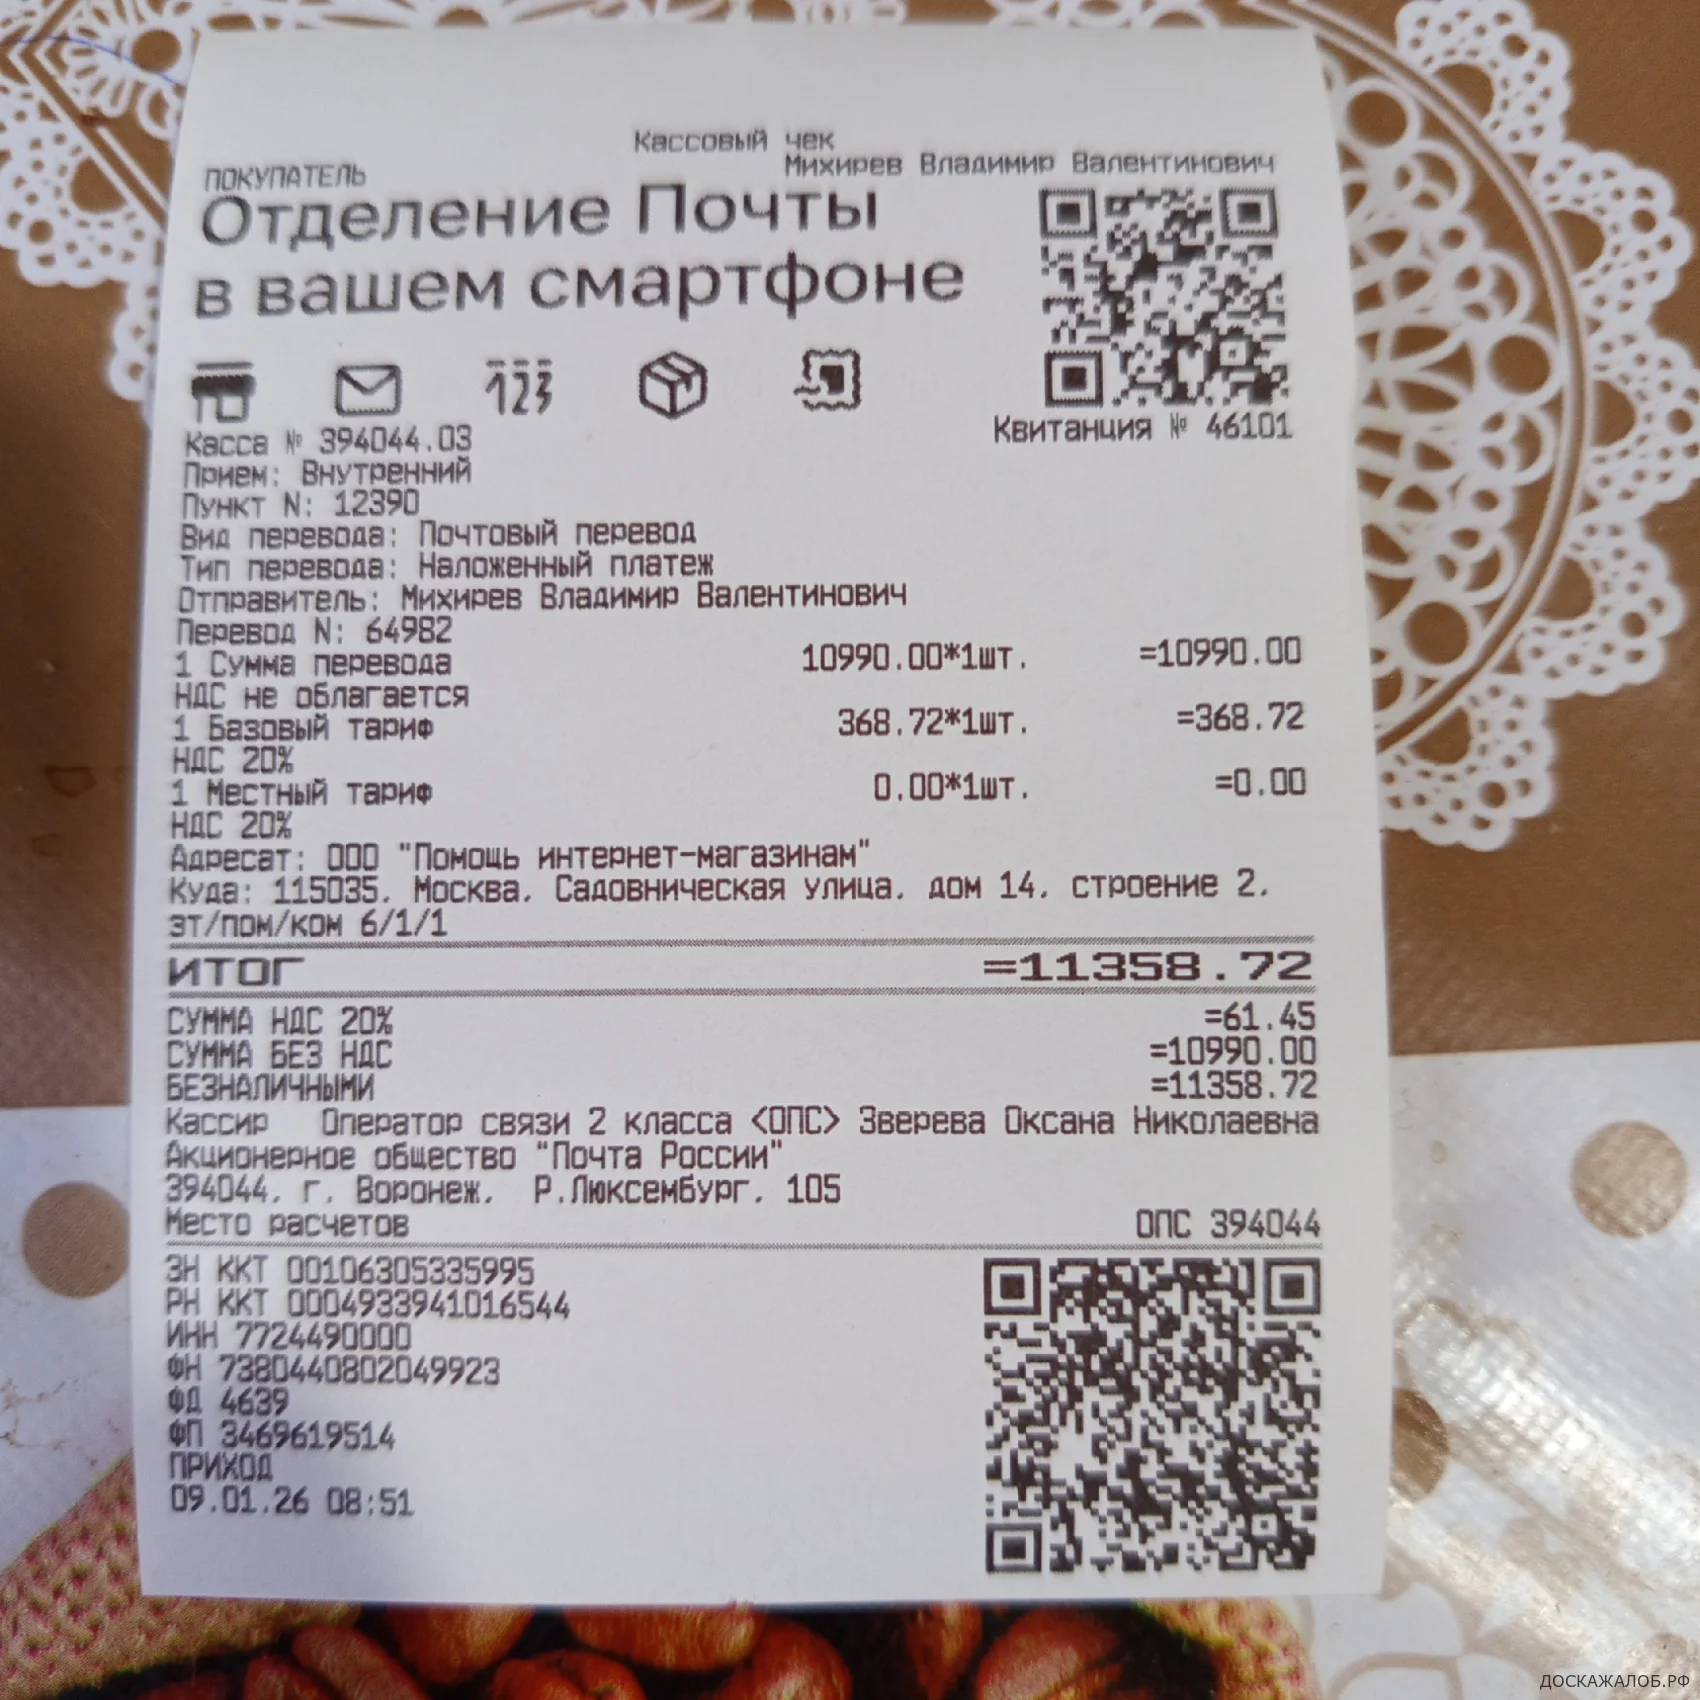 Кассовый чек
ПОКУПАТЕЛЬ Михирев Владимир Валентинович
Отделение Почты
в вашем смартфоне
123
Касса № 394044.03 Квитанция № 46101
Прием: Внутренний
Пункт N: 12390
Вид перевода: Почтовый перевод
Тип перевода: Наложенный платеж
Отправитель: Михирев Владимир Валентинович
Перевод N: 64982
1 Сумма перевода 10990.00*1шт. =10990.00
НДС не облагается
1 Базовый тариф 368.72*1шт. =368.72
НДС 20%
1 Местный тариф 0.00*1шт. =0.00
НДС 20%
Адресат: ООО "Помощь интернет-магазинам"
Куда: 115035, Москва, Садовническая улица, дом 14, строение 2,
эт/пом/ком 6/1/1
ИТОГ =11358.72
СУММА НДС 20% =61.45
СУММА БЕЗ НДС =10990.00
БЕЗНАЛИЧНЫМИ =11358.72
Кассир Оператор связи 2 класса <ОПС> Зверева Оксана Николаевна
Акционерное общество "Почта России"
394044, г. Воронеж, Р.Люксембург, 105
Место расчетов ОПС 394044
ЗН ККТ 00106305335995
РН ККТ 0004933941016544
ИНН 7724490000
ФН 7380440802049923
ФД 4639
ФП 3469619514
ПРИХОД
09.01.26 08:51
ДОСКАЖАЛОБ.РФ